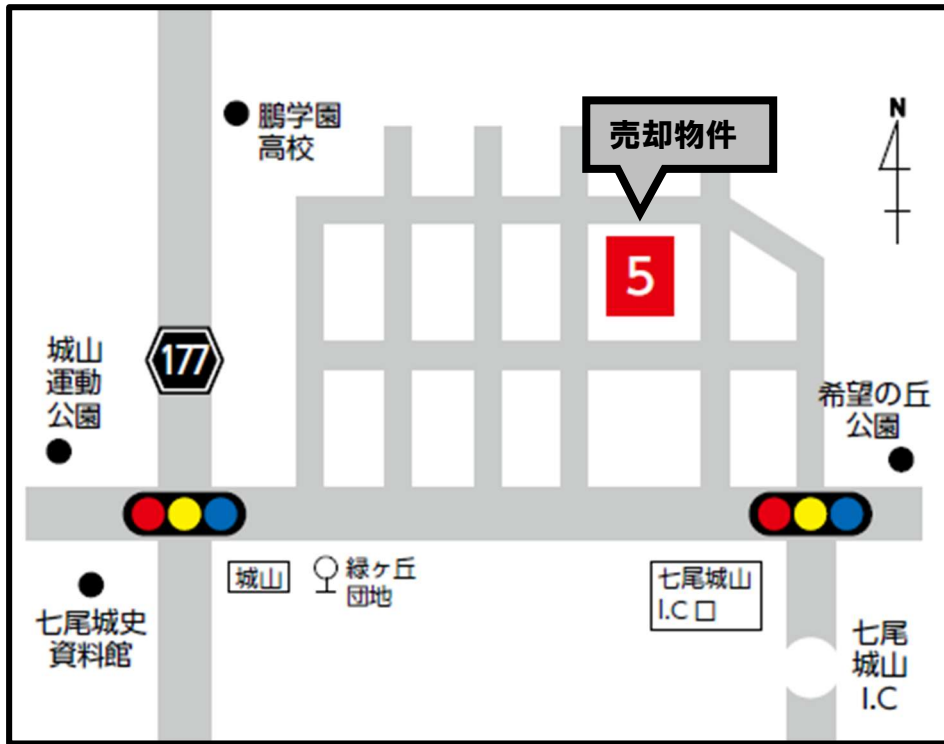 鵬学園
高校
売却物件
N
5
177
城山
運動
公園
希望の丘
公園
城山
緑ヶ丘
団地
七尾城山
I.C口
七尾城史
資料館
七尾
城山
I.C